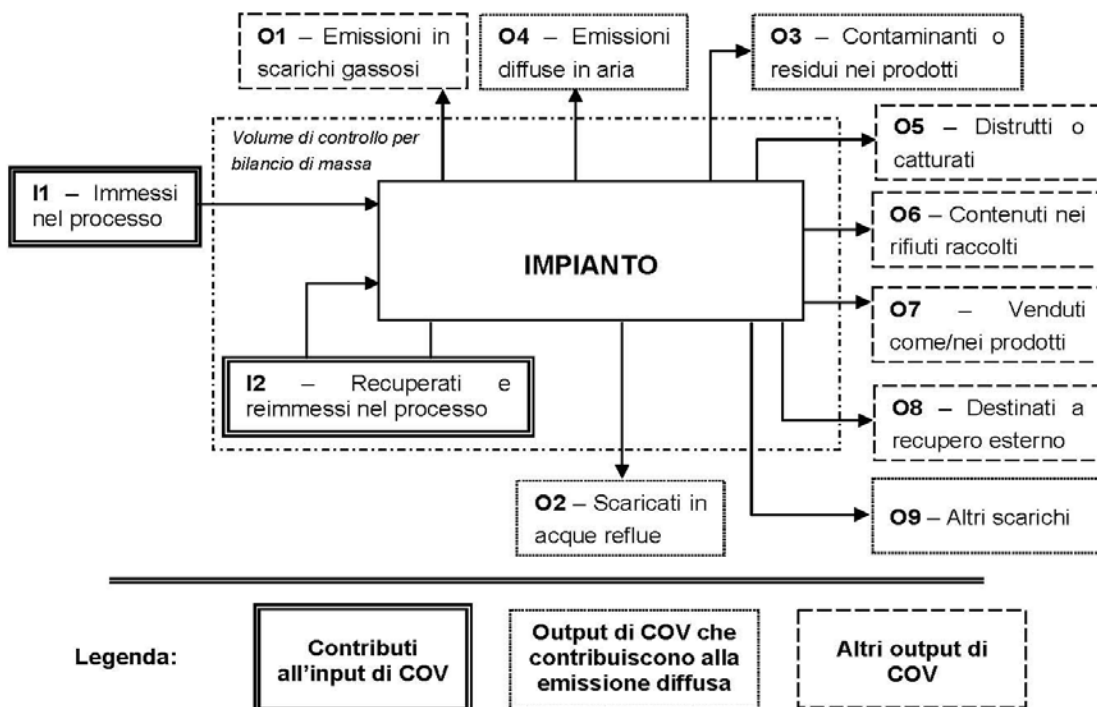 O1 – Emissioni in
scarichi gassosi
O4 – Emissioni
diffuse in aria
O3 – Contaminanti o
residui nei prodotti
Volume di controllo per
bilancio di massa
O5 – Distrutti o
catturati
I1 – Immessi
nel processo
O6 – Contenuti nei
rifiuti raccolti
IMPIANTO
O7 – Venduti
come/nei prodotti
I2 – Recuperati e
reimmessi nel processo
O8 – Destinati a
recupero esterno
O2 – Scaricati in
acque reflue
O9 – Altri scarichi
Legenda:
Contributi
all'input di COV
Output di COV che
contribuiscono alla
emissione diffusa
Altri output di
COV